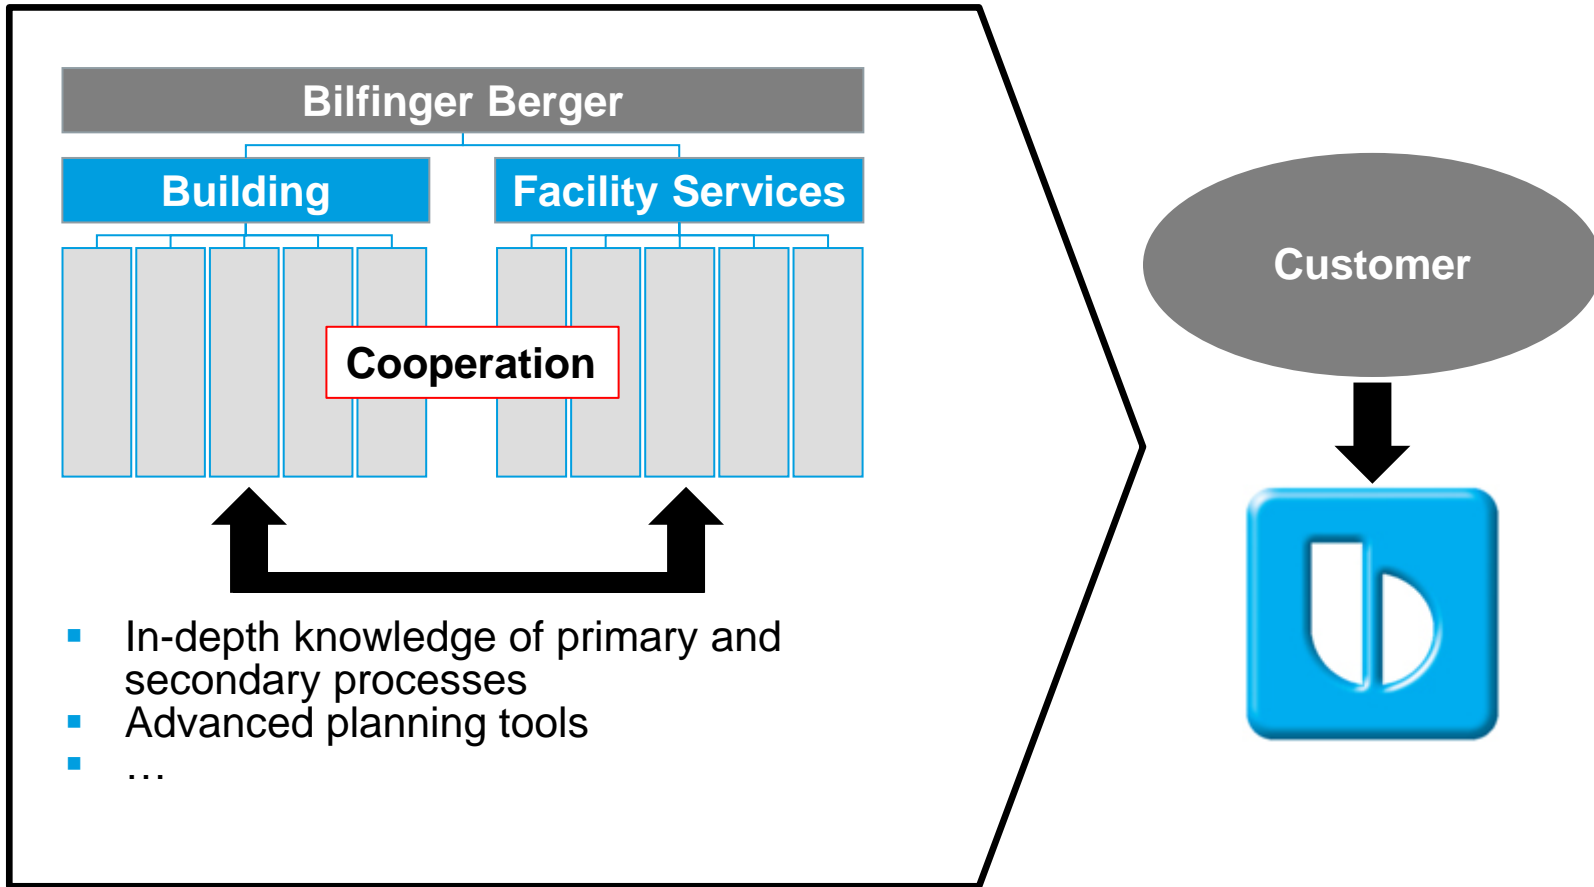 Bilfinger Berger
Building
Facility Services
Cooperation
In-depth knowledge of primary and
secondary processes
Advanced planning tools
…
Customer